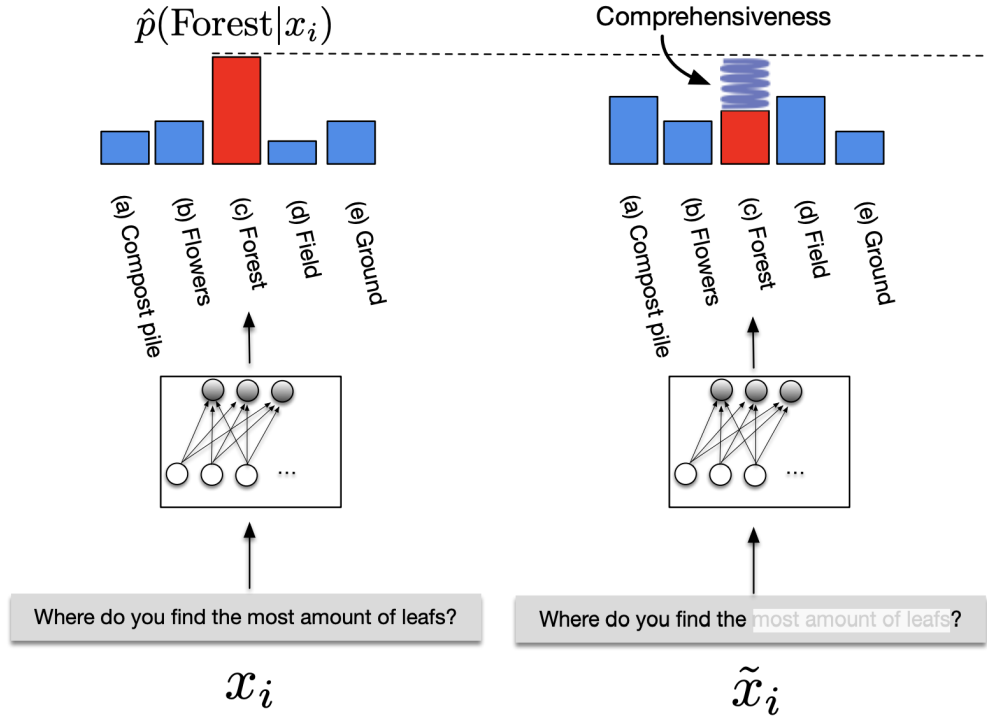 p̂(Forest|xᵢ)
Comprehensiveness
(a) Compost pile
(b) Flowers
(c) Forest
(d) Field
(e) Ground
(a) Compost pile
(b) Flowers
(c) Forest
(d) Field
(e) Ground
...
...
Where do you find the most amount of leafs?
Where do you find the most amount of leafs?
xᵢ
x̃ᵢ